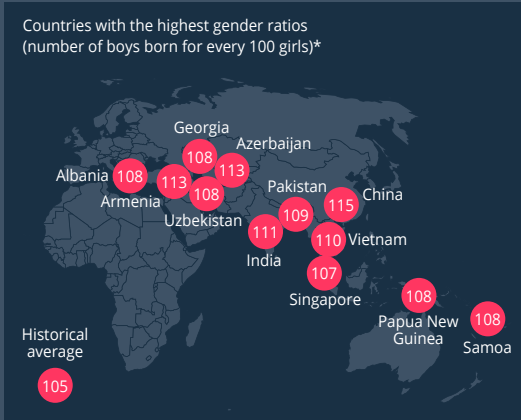 Countries with the highest gender ratios
(number of boys born for every 100 girls)*
Georgia
108
Azerbaijan
113
Albania 108
113
Armenia
108
Uzbekistan
Pakistan
109
China
115
111
India
110 Vietnam
107
Singapore
108
Papua New
Guinea
108
Samoa
Historical
average
105